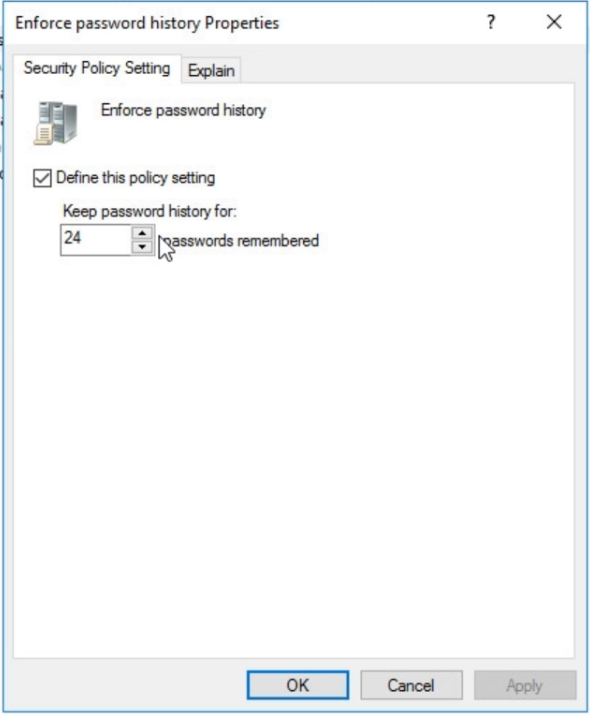 Enforce password history Properties
?
Security Policy Setting
Explain
Enforce password history
Define this policy setting
Keep password history for:
24 passwords remembered
OK
Cancel
Apply